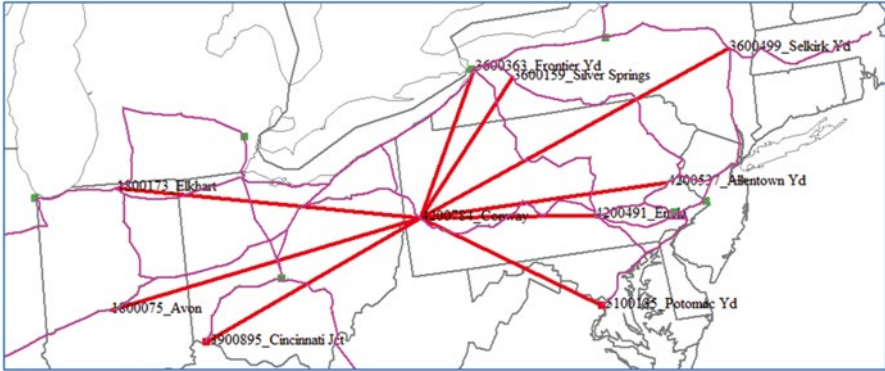 3600499_Selkirk Yd
3600363_Frontier Yd
3600159_Silver Springs
1800173_Elkhart
4200537_Allentown Yd
4200784_Conway
4200491_Enola
5100135_Potomac Yd
1800075_Avon
3900895_Cincinnati Jct